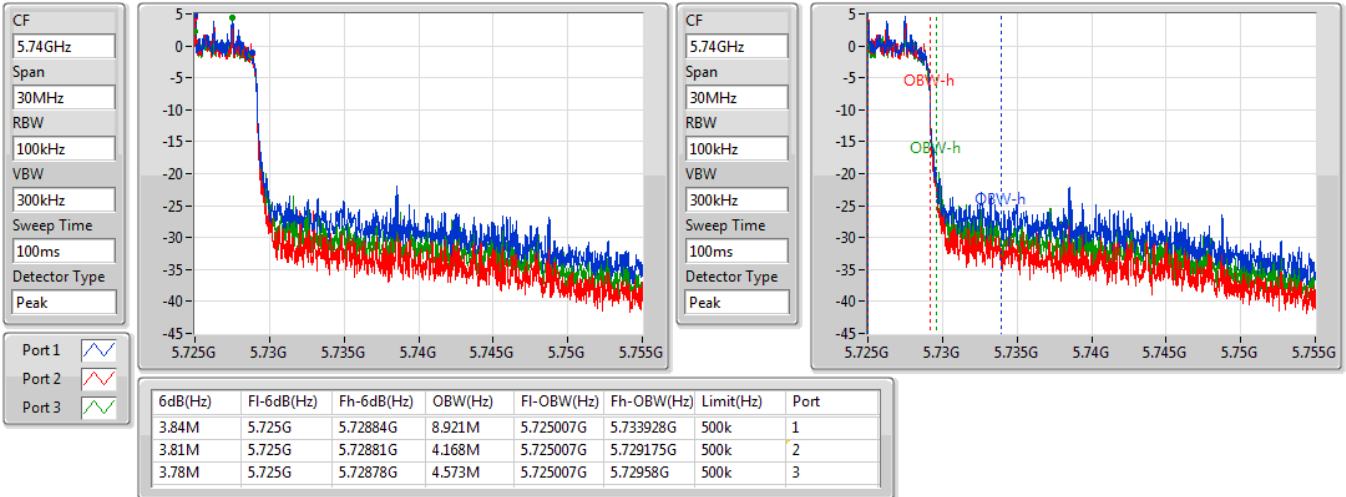 CF
5.74GHz
Span
30MHz
RBW
100kHz
VBW
300kHz
Sweep Time
100ms
Detector Type
Peak
5
0
-5
-10
-15
-20
-25
-30
-35
-40
-45
5.725G 5.73G 5.735G 5.74G 5.745G 5.75G 5.755G
CF
5.74GHz
Span
30MHz
RBW
100kHz
VBW
300kHz
Sweep Time
100ms
Detector Type
Peak
5
0
-5
-10
-15
-20
-25
-30
-35
-40
-45
OBW-h
OBW-h
OBW-h
5.725G 5.73G 5.735G 5.74G 5.745G 5.75G 5.755G
Port 1
Port 2
Port 3
6dB(Hz) Fl-6dB(Hz) Fh-6dB(Hz) OBW(Hz) Fl-OBW(Hz) Fh-OBW(Hz) Limit(Hz) Port
3.84M 5.725G 5.72884G 8.921M 5.725007G 5.733928G 500k 1
3.81M 5.725G 5.72881G 4.168M 5.725007G 5.729175G 500k 2
3.78M 5.725G 5.72878G 4.573M 5.725007G 5.72958G 500k 3